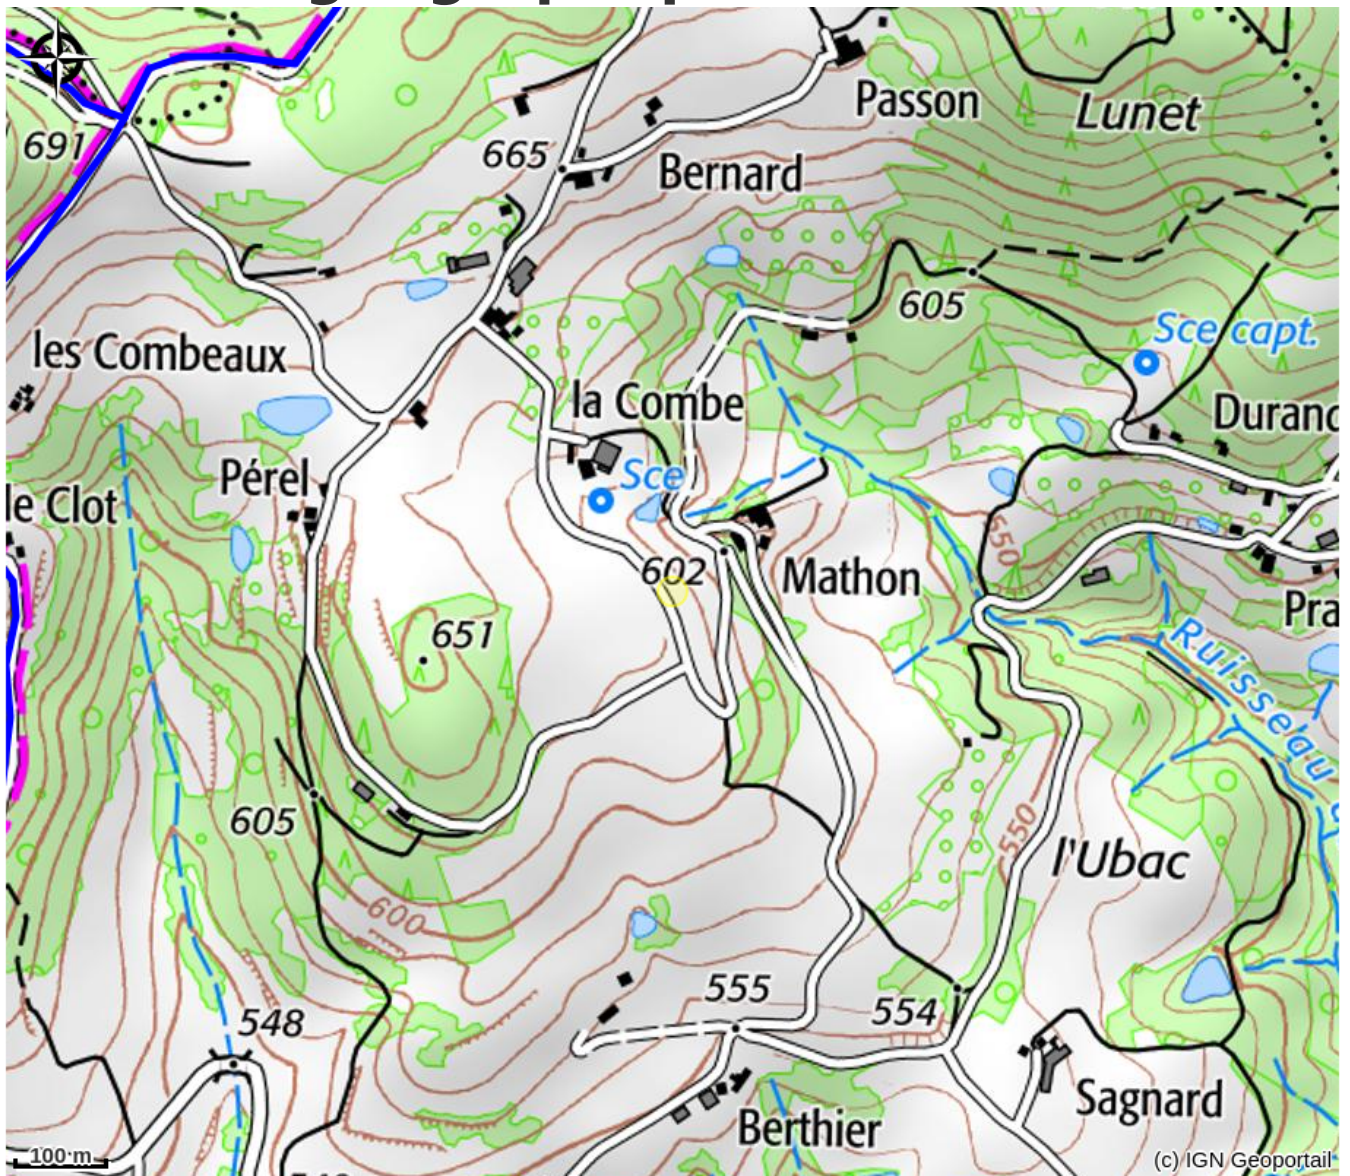 Passon
Lunet
691
665
Bernard
605
Sce capt.
les Combeaux
la Combe
Durand
Pérel
Sce
le Clot
550
602
Mathon
Pra
651
Ruisseau
605
550
l'Ubac
600
555
554
548
Sagnard
Berthier
100 m
(c) IGN Geoportail